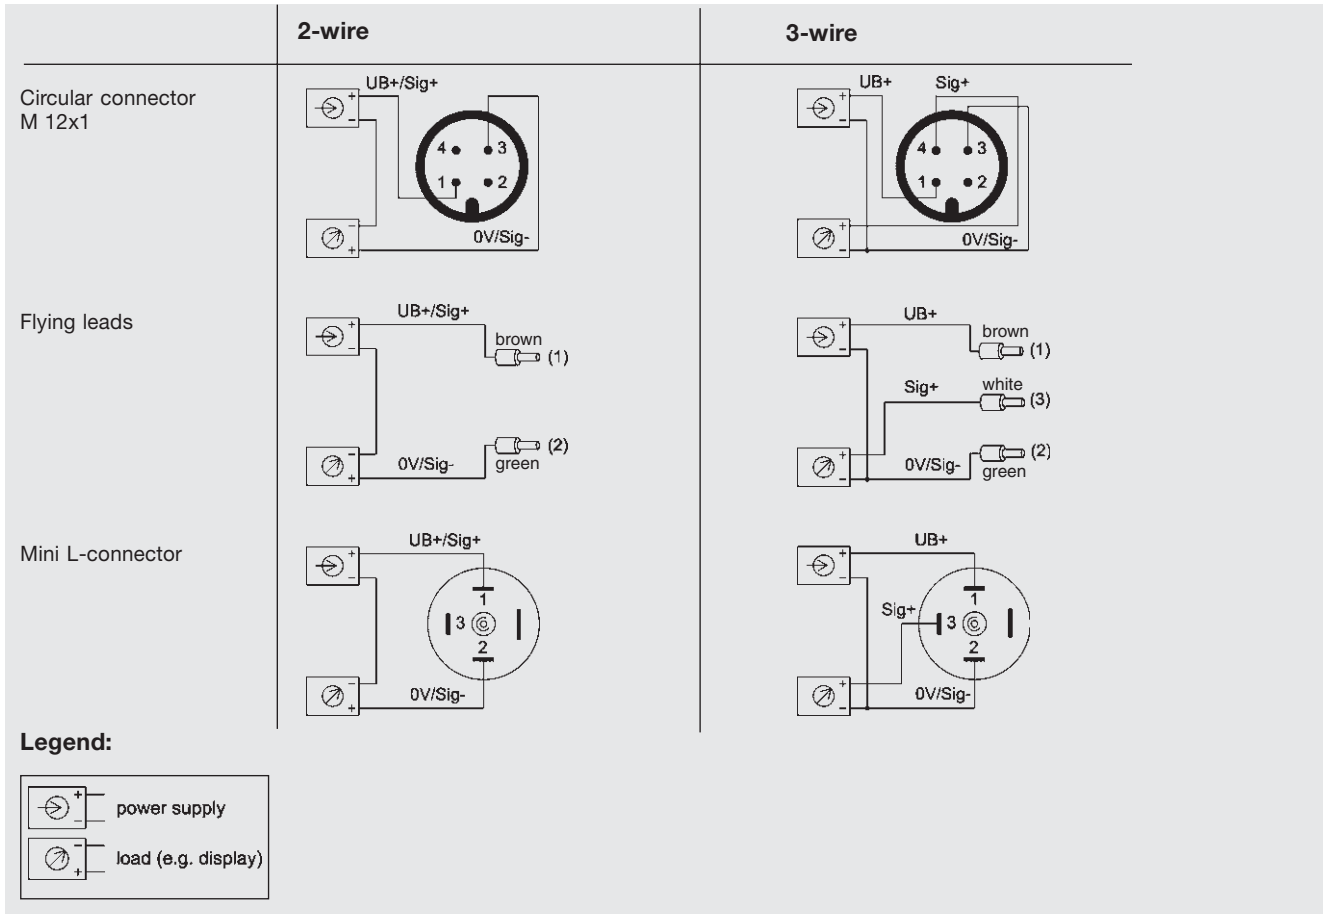 2-wire
3-wire
Circular connector
M 12x1
UB+/Sig+
+
-
4
3
1
2
-
+
0V/Sig-
UB+
Sig+
+
-
4
3
1
2
+
-
0V/Sig-
Flying leads
UB+/Sig+
+
-
brown
(1)
-
+
0V/Sig-
(2)
green
UB+
+
-
brown
(1)
Sig+
white
(3)
+
-
0V/Sig-
(2)
green
Mini L-connector
UB+/Sig+
+
-
1
3
2
-
+
0V/Sig-
UB+
+
-
Sig+
1
3
2
+
-
0V/Sig-
Legend:
+
-
power supply
-
+
load (e.g. display)